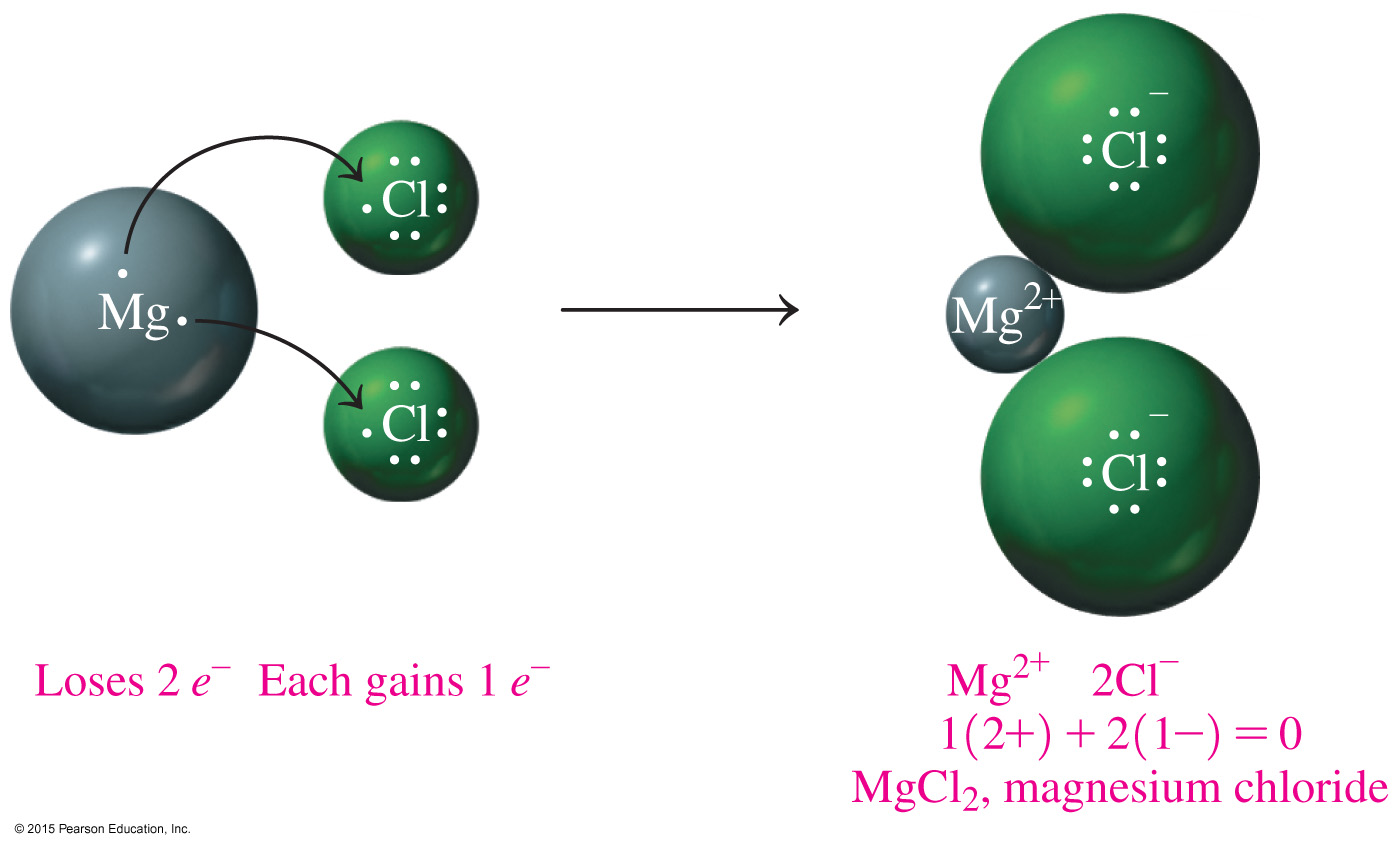 Cl
Mg
Cl
Cl⁻
Mg²⁺
Cl⁻
Loses 2 e⁻ Each gains 1 e⁻
Mg²⁺ 2Cl⁻
1(2+) + 2(1−) = 0
MgCl₂, magnesium chloride
© 2015 Pearson Education, Inc.